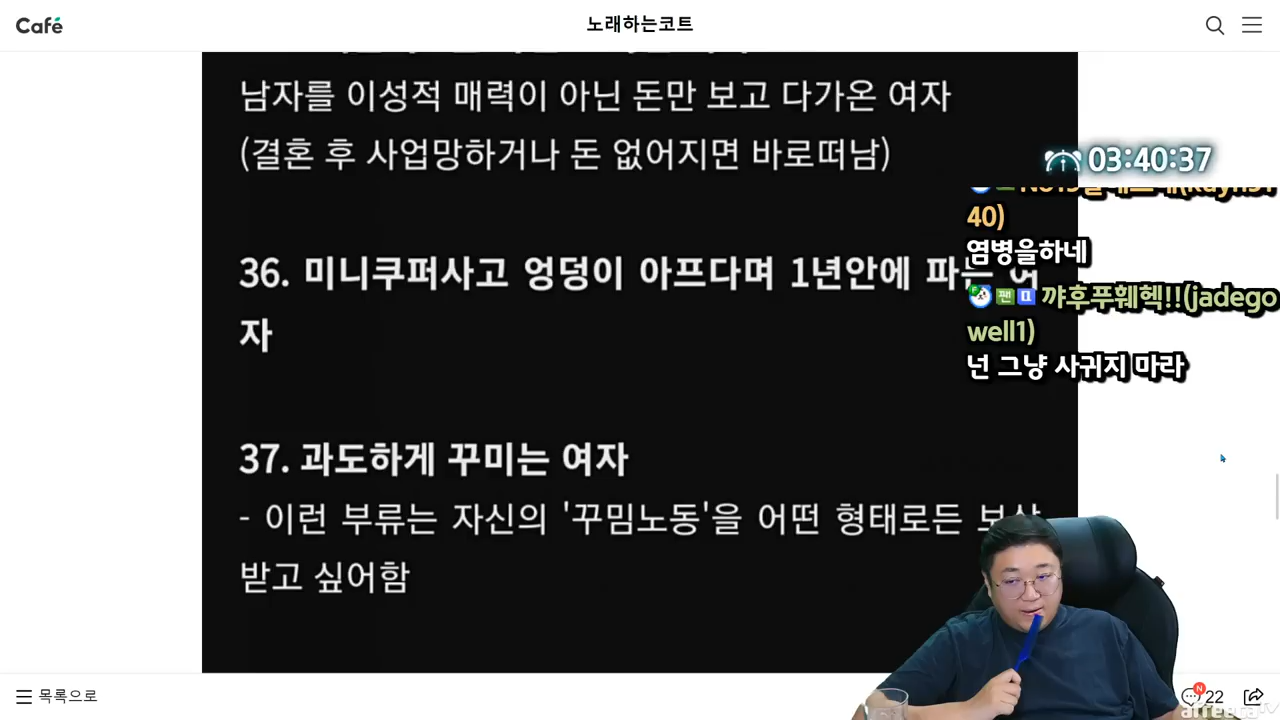 Café
노래하는코트
남자를 이성적 매력이 아닌 돈만 보고 다가온 여자
(결혼 후 사업망하거나 돈 없어지면 바로떠남)
03:40:37
40)
염병을하네
36. 미니쿠퍼사고 엉덩이 아프다며 1년안에 파는 여
자
팬 꺄후푸훼헥!!(jadego
well1)
넌 그냥 사귀지 마라
37. 과도하게 꾸미는 여자
- 이런 부류는 자신의 '꾸밈노동'을 어떤 형태로든 보상
받고 싶어함
목록으로
N
22
afreecaTV